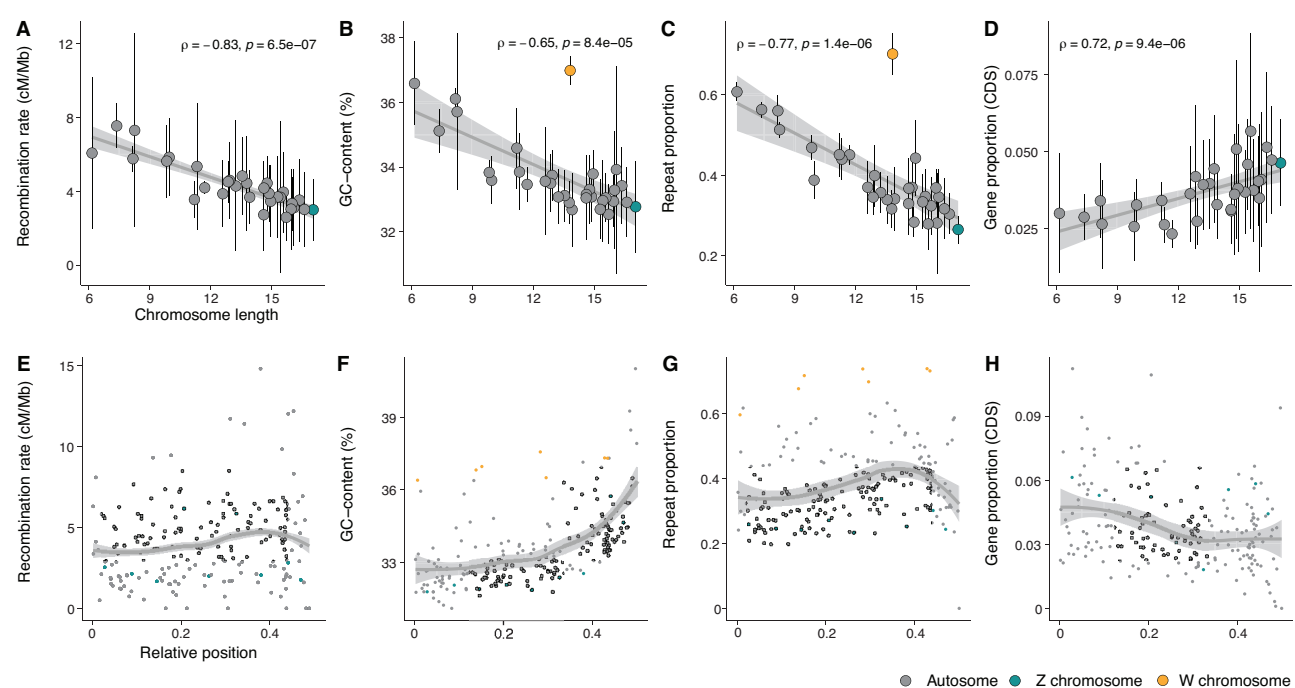 A
Recombination rate (cM/Mb)
ρ = −0.83, p = 6.5e−07
12
8
4
0
6 9 12 15
Chromosome length
B
GC−content (%)
ρ = −0.65, p = 8.4e−05
38
36
34
32
6 9 12 15
C
Repeat proportion
ρ = −0.77, p = 1.4e−06
0.6
0.4
0.2
6 9 12 15
D
Gene proportion (CDS)
ρ = 0.72, p = 9.4e−06
0.075
0.050
0.025
6 9 12 15
E
Recombination rate (cM/Mb)
15
10
5
0
0 0.2 0.4
Relative position
F
GC−content (%)
39
36
33
0 0.2 0.4
G
Repeat proportion
0.6
0.4
0.2
0
0 0.2 0.4
H
Gene proportion (CDS)
0.09
0.06
0.03
0
0 0.2 0.4
Autosome Z chromosome W chromosome